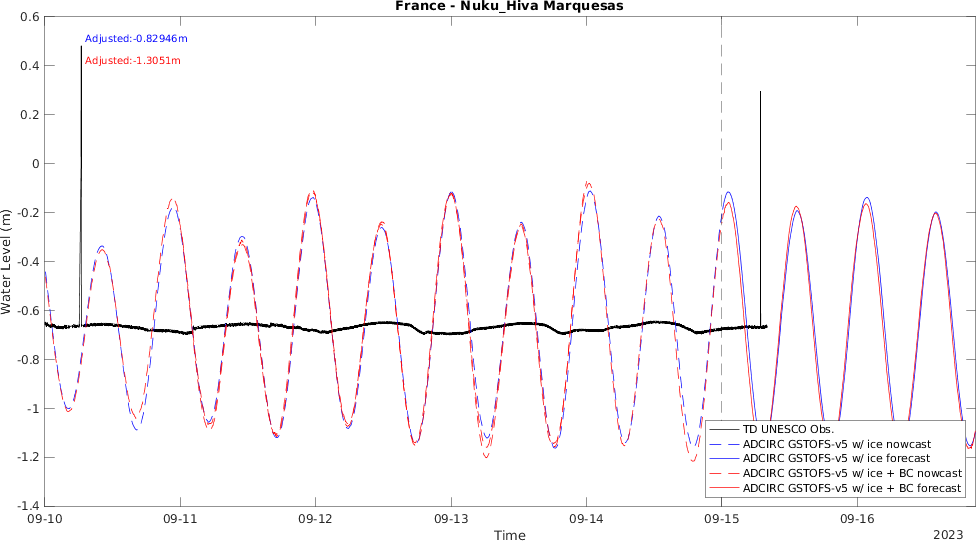 France - Nuku_Hiva Marquesas
0.6
0.4
0.2
0
-0.2
-0.4
-0.6
-0.8
-1
-1.2
-1.4
Water Level (m)
Adjusted:-0.82946m
Adjusted:-1.3051m
TD UNESCO Obs.
ADCIRC GSTOFS-v5 w/ ice nowcast
ADCIRC GSTOFS-v5 w/ ice forecast
ADCIRC GSTOFS-v5 w/ ice + BC nowcast
ADCIRC GSTOFS-v5 w/ ice + BC forecast
09-10 09-11 09-12 09-13 09-14 09-15 09-16
Time
2023